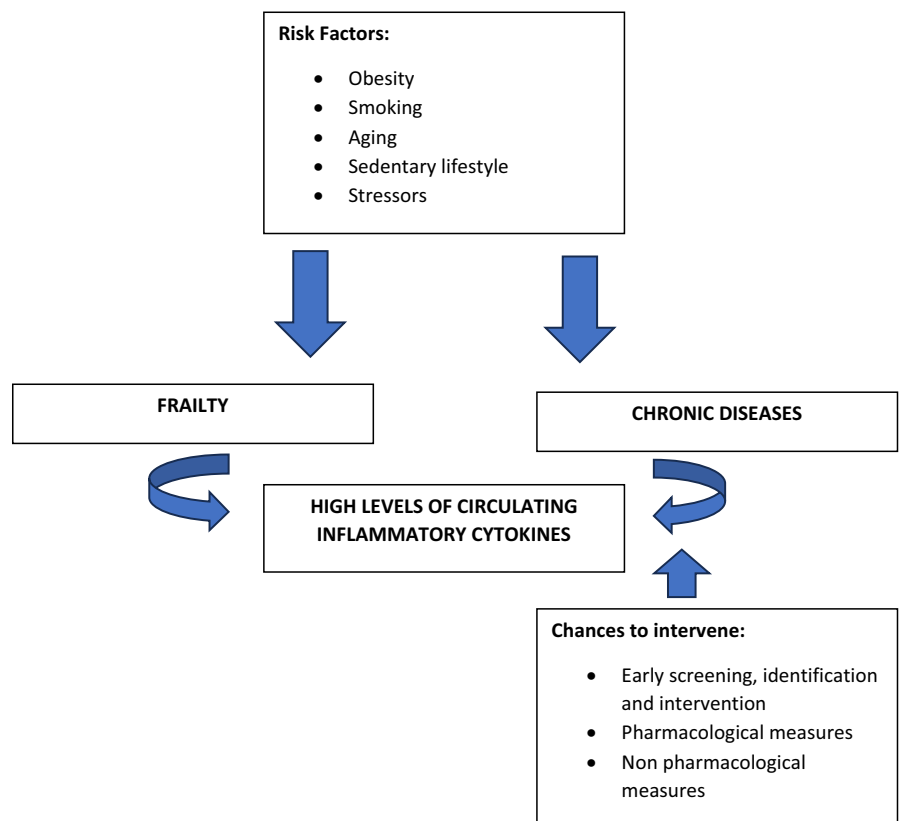 Risk Factors:
• Obesity
• Smoking
• Aging
• Sedentary lifestyle
• Stressors
FRAILTY
CHRONIC DISEASES
HIGH LEVELS OF CIRCULATING
INFLAMMATORY CYTOKINES
Chances to intervene:
• Early screening, identification
and intervention
• Pharmacological measures
• Non pharmacological
measures